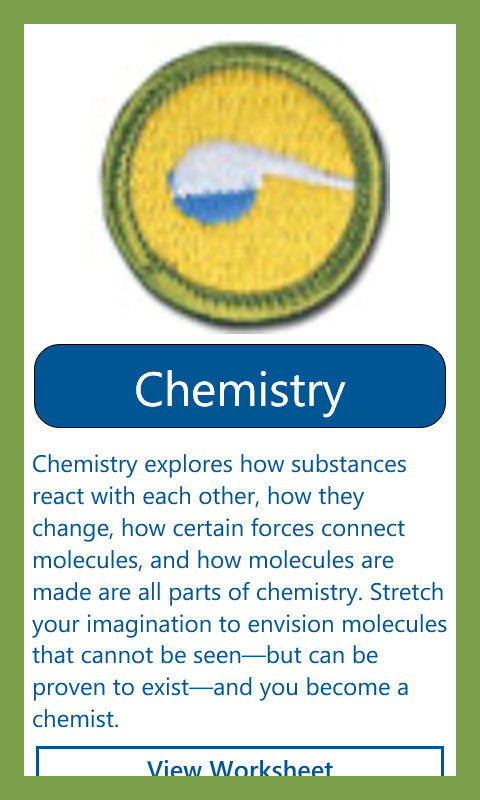 Chemistry
Chemistry explores how substances
react with each other, how they
change, how certain forces connect
molecules, and how molecules are
made are all parts of chemistry. Stretch
your imagination to envision molecules
that cannot be seen—but can be
proven to exist—and you become a
chemist.
View Worksheet